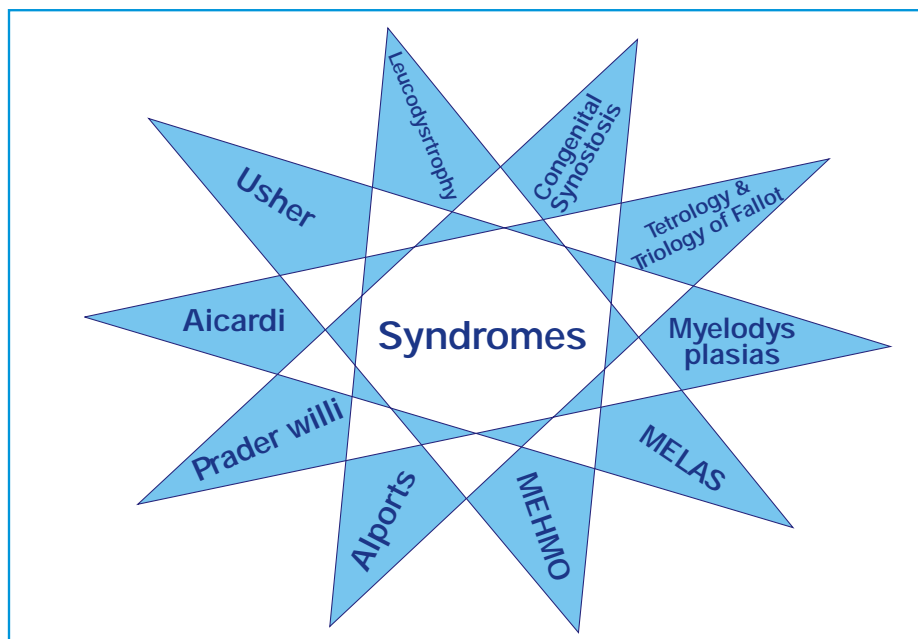 Leucodysrtrophy
Congenital
Synostosis
Tetrology &
Triology of Fallot
Usher
Aicardi
Syndromes
Myelodys
plasias
Prader willi
MELAS
Alports
MEHMO